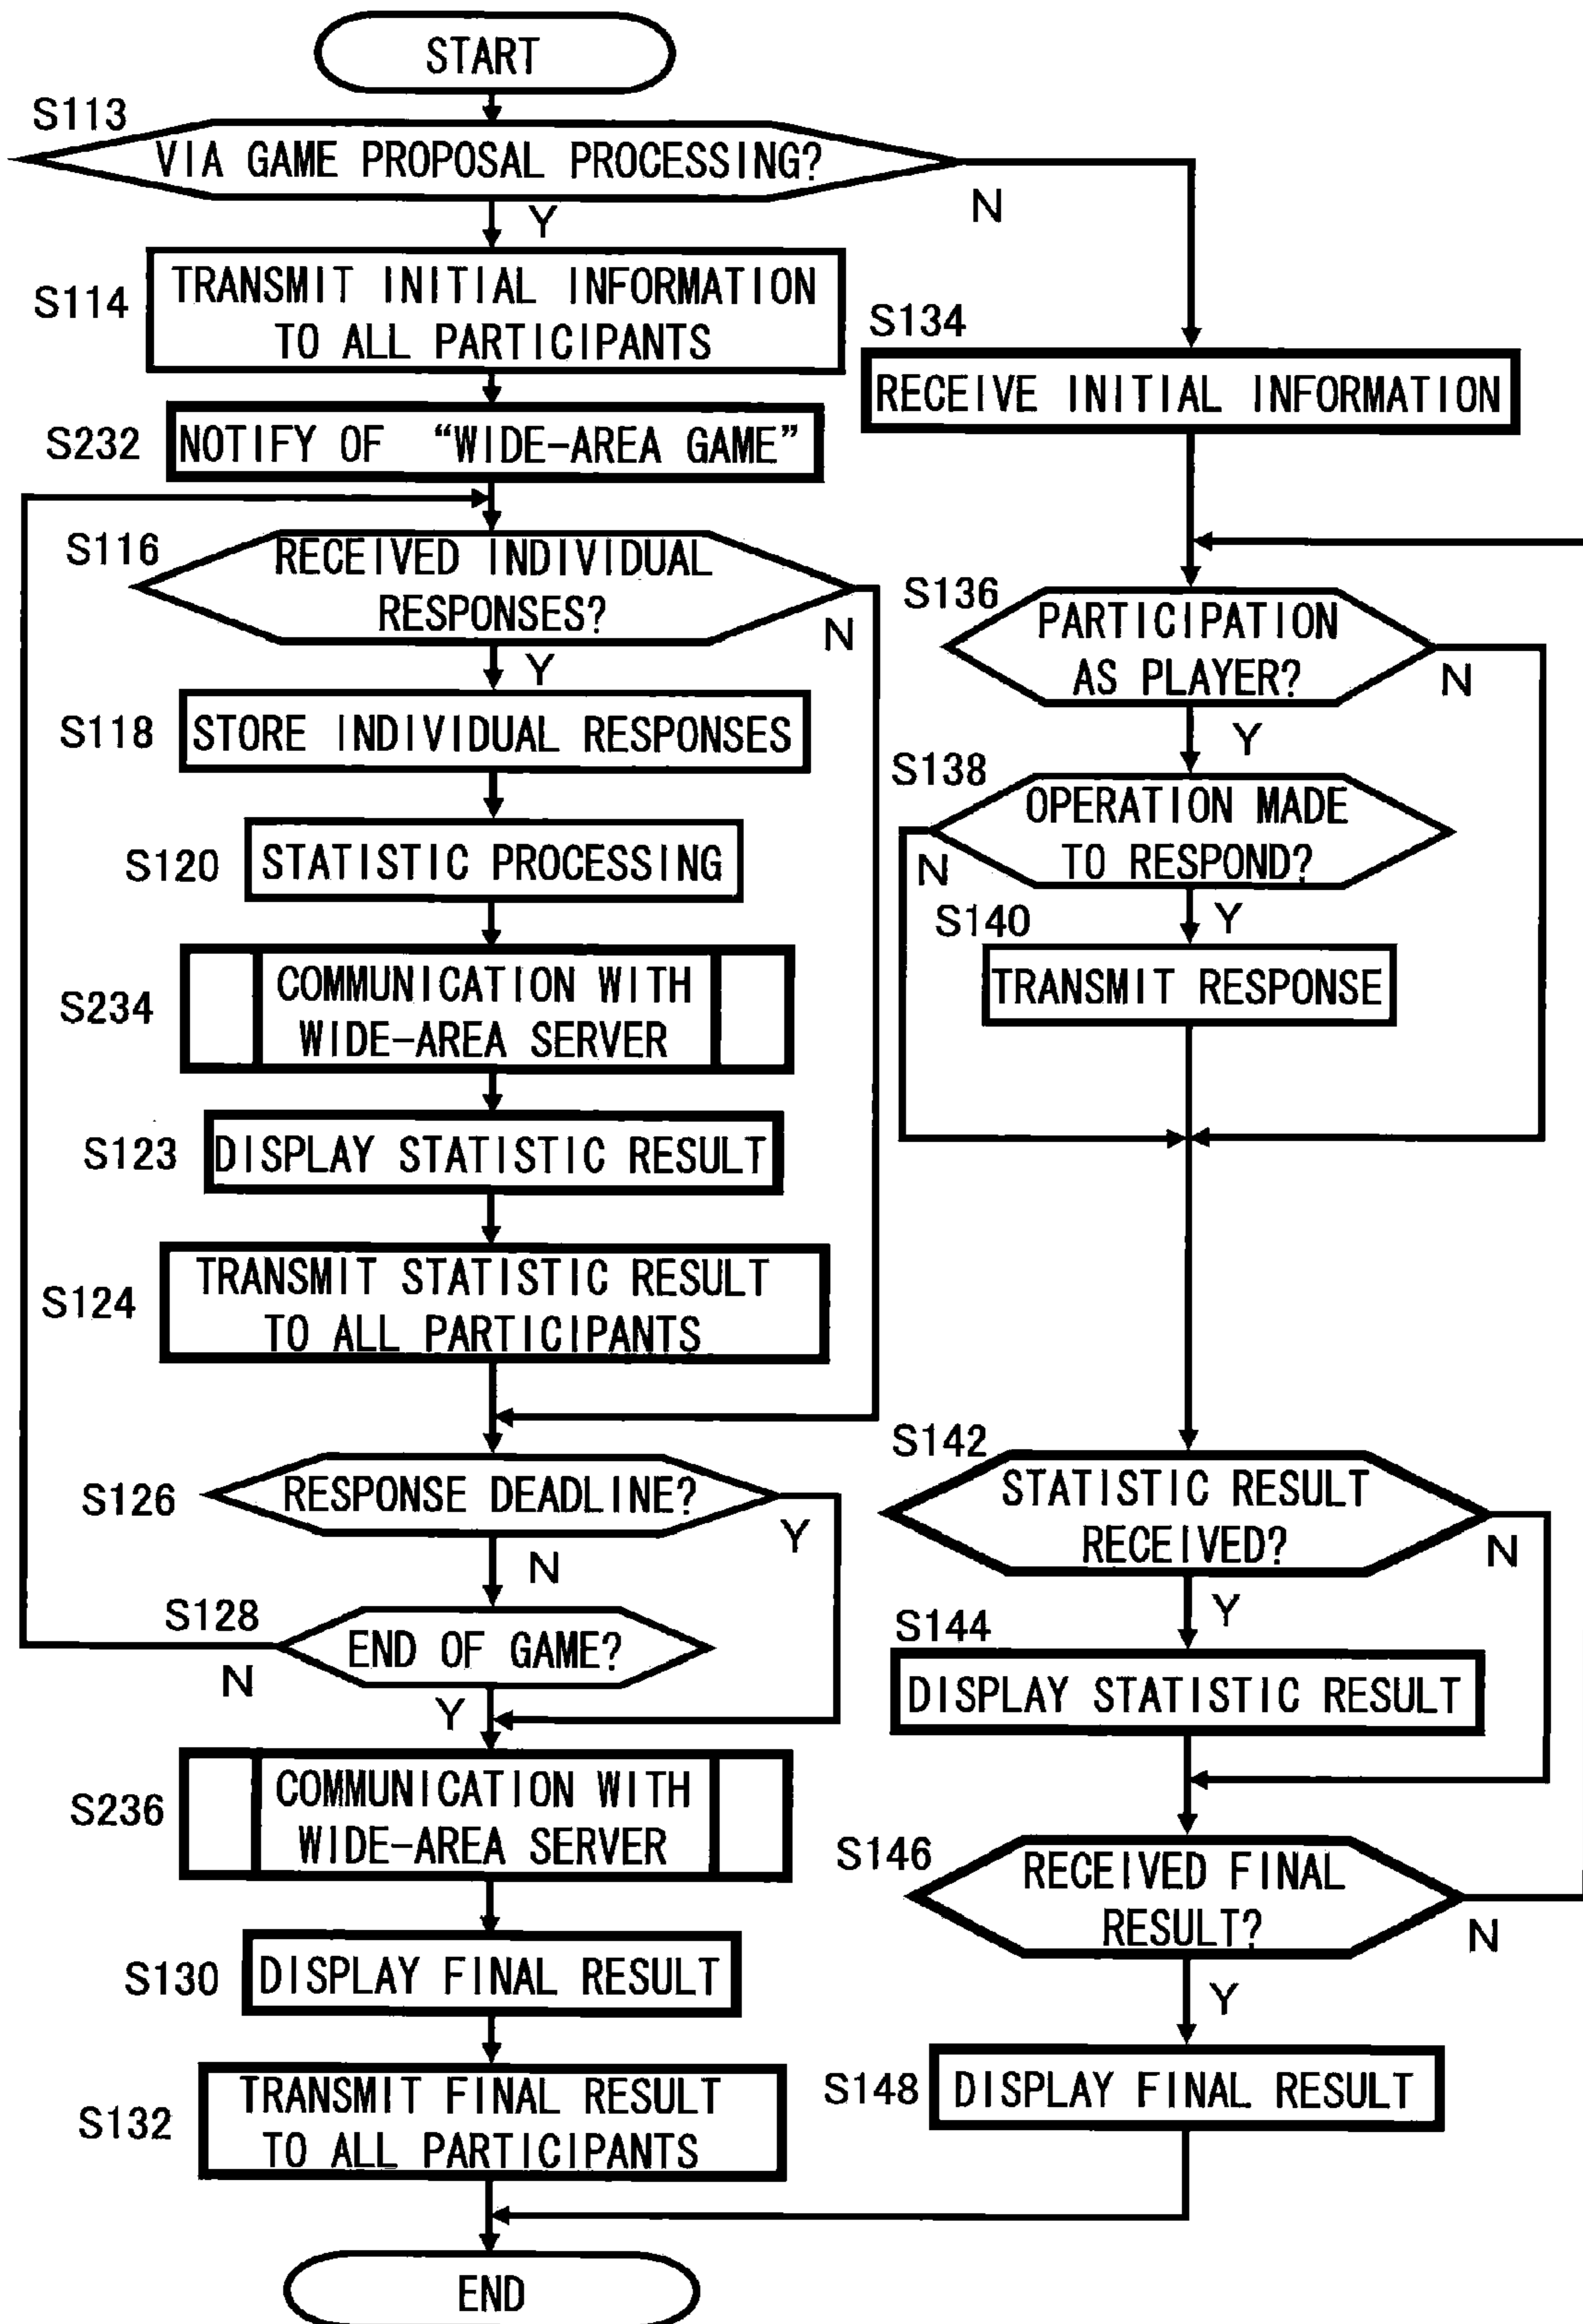 START
S113
VIA GAME PROPOSAL PROCESSING?
N
Y
S114
TRANSMIT INITIAL INFORMATION
TO ALL PARTICIPANTS
S232
NOTIFY OF “WIDE-AREA GAME”
S116
RECEIVED INDIVIDUAL
RESPONSES?
N
Y
S118
STORE INDIVIDUAL RESPONSES
S120
STATISTIC PROCESSING
S234
COMMUNICATION WITH
WIDE-AREA SERVER
S123
DISPLAY STATISTIC RESULT
S124
TRANSMIT STATISTIC RESULT
TO ALL PARTICIPANTS
S126
RESPONSE DEADLINE?
Y
N
S128
END OF GAME?
N
Y
S236
COMMUNICATION WITH
WIDE-AREA SERVER
S130
DISPLAY FINAL RESULT
S132
TRANSMIT FINAL RESULT
TO ALL PARTICIPANTS
S134
RECEIVE INITIAL INFORMATION
S136
PARTICIPATION
AS PLAYER?
N
Y
S138
OPERATION MADE
TO RESPOND?
N
Y
S140
TRANSMIT RESPONSE
S142
STATISTIC RESULT
RECEIVED?
N
Y
S144
DISPLAY STATISTIC RESULT
S146
RECEIVED FINAL
RESULT?
N
Y
S148
DISPLAY FINAL RESULT
END